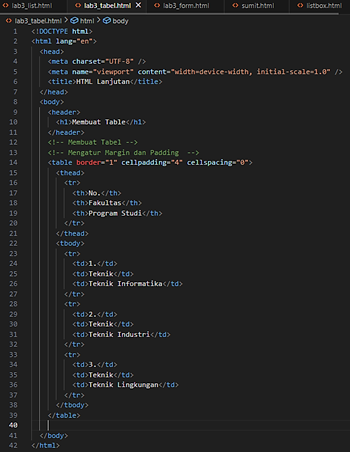 lab3_list.html lab3_tabel.html X lab3_form.html sumit.html listbox.html
lab3_tabel.html > html > body
1 <!DOCTYPE html>
2 <html lang="en">
3 <head>
4 <meta charset="UTF-8" />
5 <meta name="viewport" content="width=device-width, initial-scale=1.0" />
6 <title>HTML Lanjutan</title>
7 </head>
8 <body>
9 <header>
10 <h1>Membuat Table</h1>
11 </header>
12 <!-- Membuat Tabel -->
13 <!-- Mengatur Margin dan Padding  -->
14 <table border="1" cellpadding="4" cellspacing="0">
15 <thead>
16 <tr>
17 <th>No.</th>
18 <th>Fakultas</th>
19 <th>Program Studi</th>
20 </tr>
21 </thead>
22 <tbody>
23 <tr>
24 <td>1.</td>
25 <td>Teknik</td>
26 <td>Teknik Informatika</td>
27 </tr>
28 <tr>
29 <td>2.</td>
30 <td>Teknik</td>
31 <td>Teknik Industri</td>
32 </tr>
33 <tr>
34 <td>3.</td>
35 <td>Teknik</td>
36 <td>Teknik Lingkungan</td>
37 </tr>
38 </tbody>
39 </table>
40
41 </body>
42 </html>